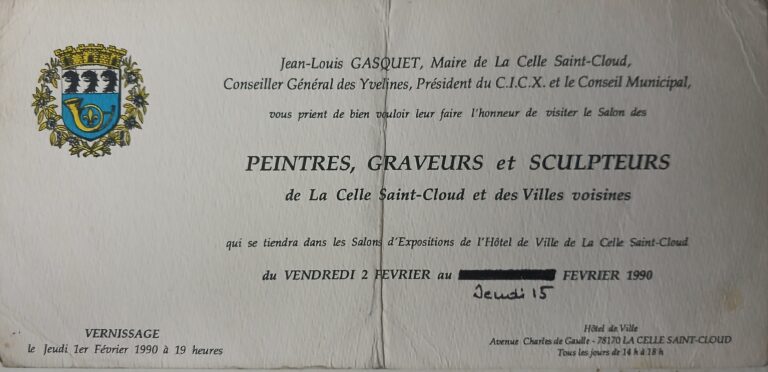 Jean-Louis GASQUET, Maire de La Celle Saint-Cloud,
Conseiller Général des Yvelines, Président du C.I.C.X. et le Conseil Municipal,
vous prient de bien vouloir leur faire l'honneur de visiter le Salon des
PEINTRES, GRAVEURS et SCULPTEURS
de La Celle Saint-Cloud et des Villes voisines
qui se tiendra dans les Salons d'Expositions de l'Hôtel de Ville de La Celle Saint-Cloud
du VENDREDI 2 FEVRIER au FEVRIER 1990
Jeudi 15
VERNISSAGE
le Jeudi 1er Février 1990 à 19 heures
Hôtel de Ville
Avenue Charles de Gaulle - 78170 LA CELLE SAINT-CLOUD
Tous les jours de 14 h à 18 h